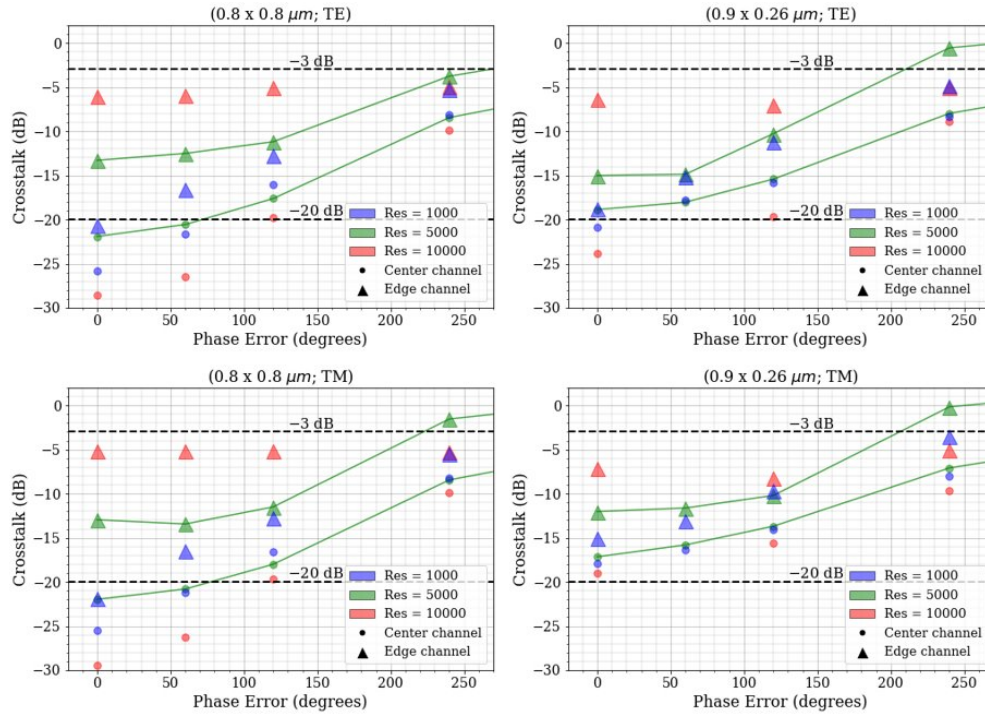 (0.8 x 0.8 μm; TE)
0
−5
−10
−15
−20
−25
−30
Crosstalk (dB)
−3 dB
−20 dB
Res = 1000
Res = 5000
Res = 10000
Center channel
Edge channel
0 50 100 150 200 250
Phase Error (degrees)
(0.9 x 0.26 μm; TE)
0
−5
−10
−15
−20
−25
−30
Crosstalk (dB)
−3 dB
−20 dB
Res = 1000
Res = 5000
Res = 10000
Center channel
Edge channel
0 50 100 150 200 250
Phase Error (degrees)
(0.8 x 0.8 μm; TM)
0
−5
−10
−15
−20
−25
−30
Crosstalk (dB)
−3 dB
−20 dB
Res = 1000
Res = 5000
Res = 10000
Center channel
Edge channel
0 50 100 150 200 250
Phase Error (degrees)
(0.9 x 0.26 μm; TM)
0
−5
−10
−15
−20
−25
−30
Crosstalk (dB)
−3 dB
−20 dB
Res = 1000
Res = 5000
Res = 10000
Center channel
Edge channel
0 50 100 150 200 250
Phase Error (degrees)